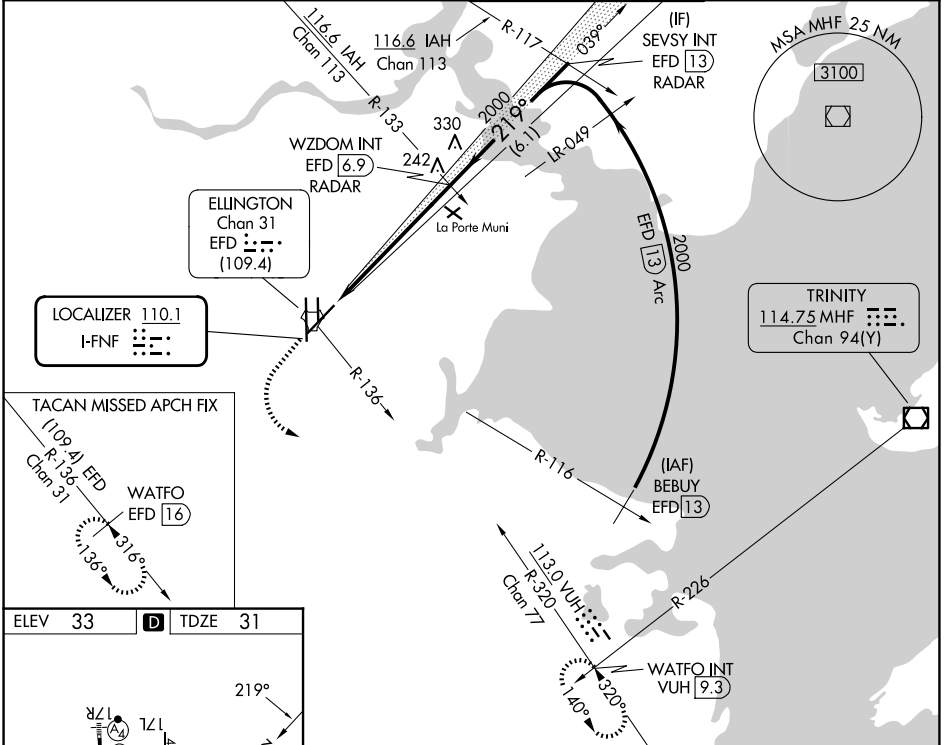 116.6 IAH
Chan 113
R-133
116.6 IAH
Chan 113
R-117
039°
(IF)
SEVSY INT
EFD 13
RADAR
MSA MHF 25 NM
3100
2000
219°
(6.1)
LR-049
330
242
WZDOM INT
EFD 6.9
RADAR
La Porte Muni
ELLINGTON
Chan 31
EFD
(109.4)
EFD 13 Arc
2000
LOCALIZER 110.1
I-FNF
TRINITY
114.75 MHF
Chan 94(Y)
R-136
TACAN MISSED APCH FIX
(109.4) EFD
R-136
Chan 31
WATFO
EFD 16
316°
136°
R-116
(IAF)
BEBUY
EFD 13
113.0 VUH
R-320
Chan 77
R-226
WATFO INT
VUH 9.3
320°
140°
ELEV 33
D
TDZE 31
219°
17R
A4
17L